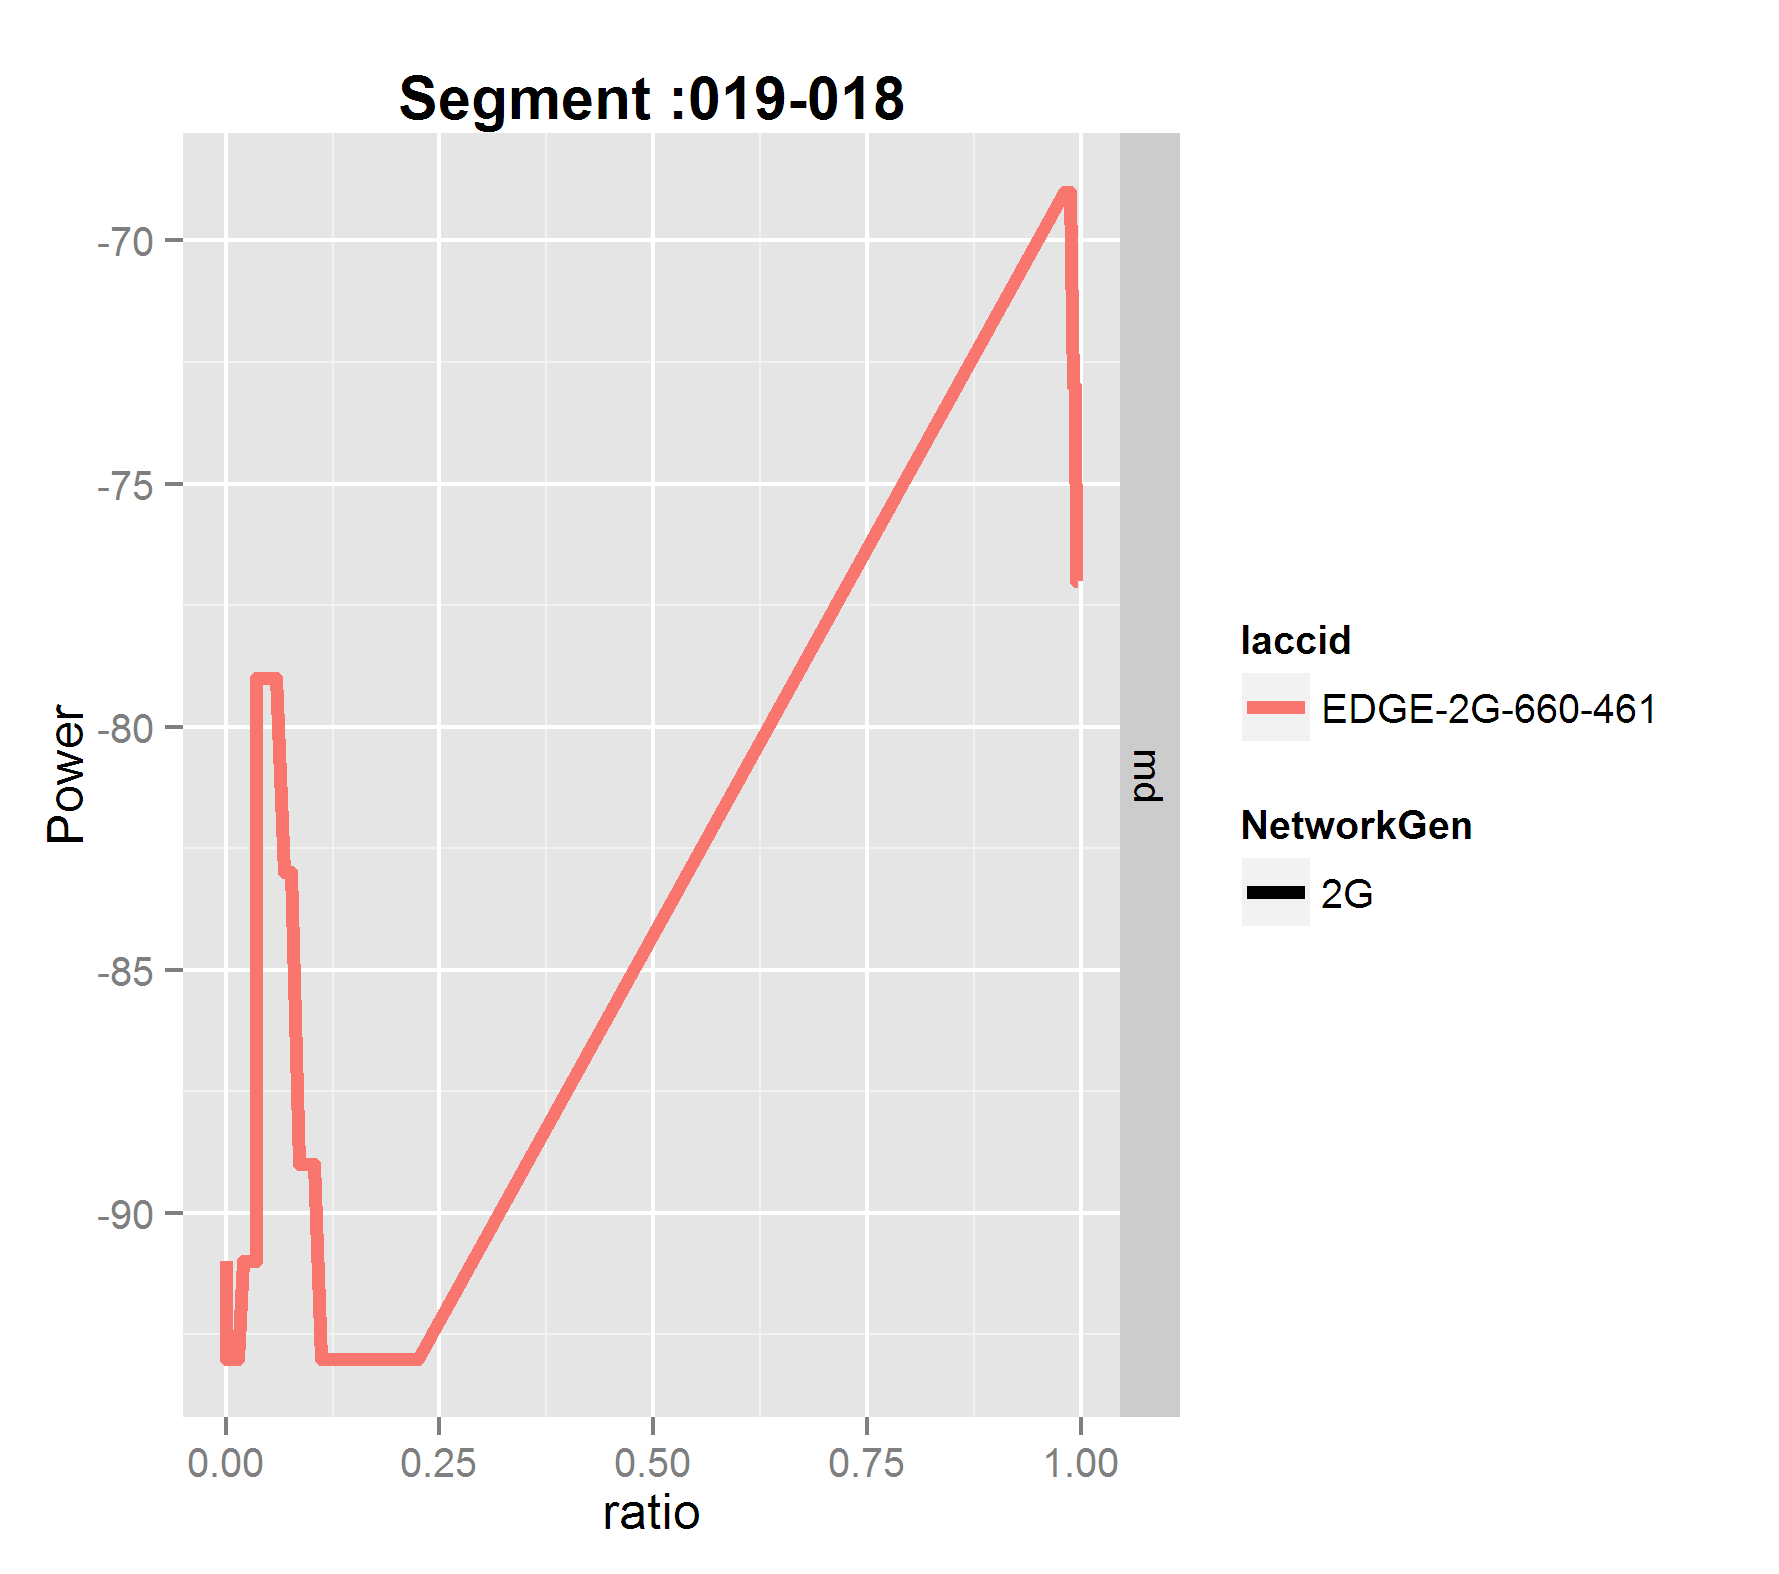 Segment :019-018
-70
-75
-80
-85
-90
Power
0.00 0.25 0.50 0.75 1.00
ratio
md
laccid
EDGE-2G-660-461
NetworkGen
2G